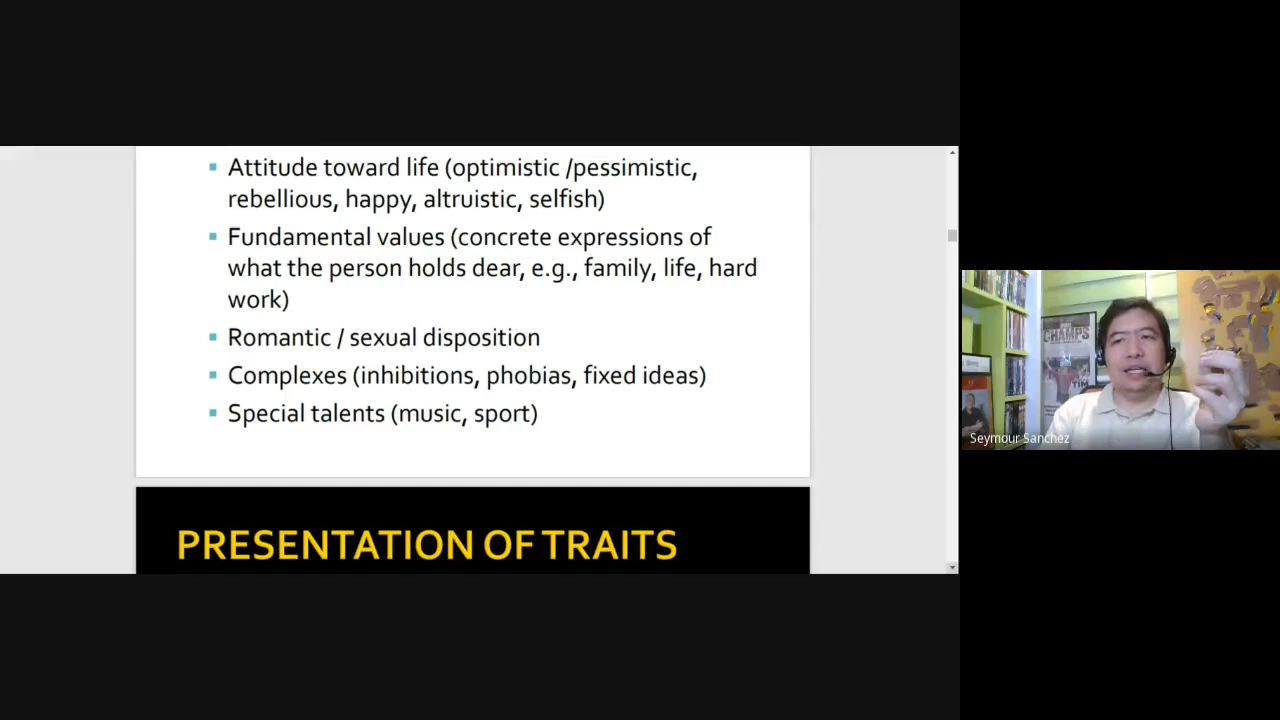 Attitude toward life (optimistic /pessimistic,
rebellious, happy, altruistic, selfish)
Fundamental values (concrete expressions of
what the person holds dear, e.g., family, life, hard
work)
Romantic / sexual disposition
Complexes (inhibitions, phobias, fixed ideas)
Special talents (music, sport)
PRESENTATION OF TRAITS
CHAMPS
TIM
Seymour Sanchez